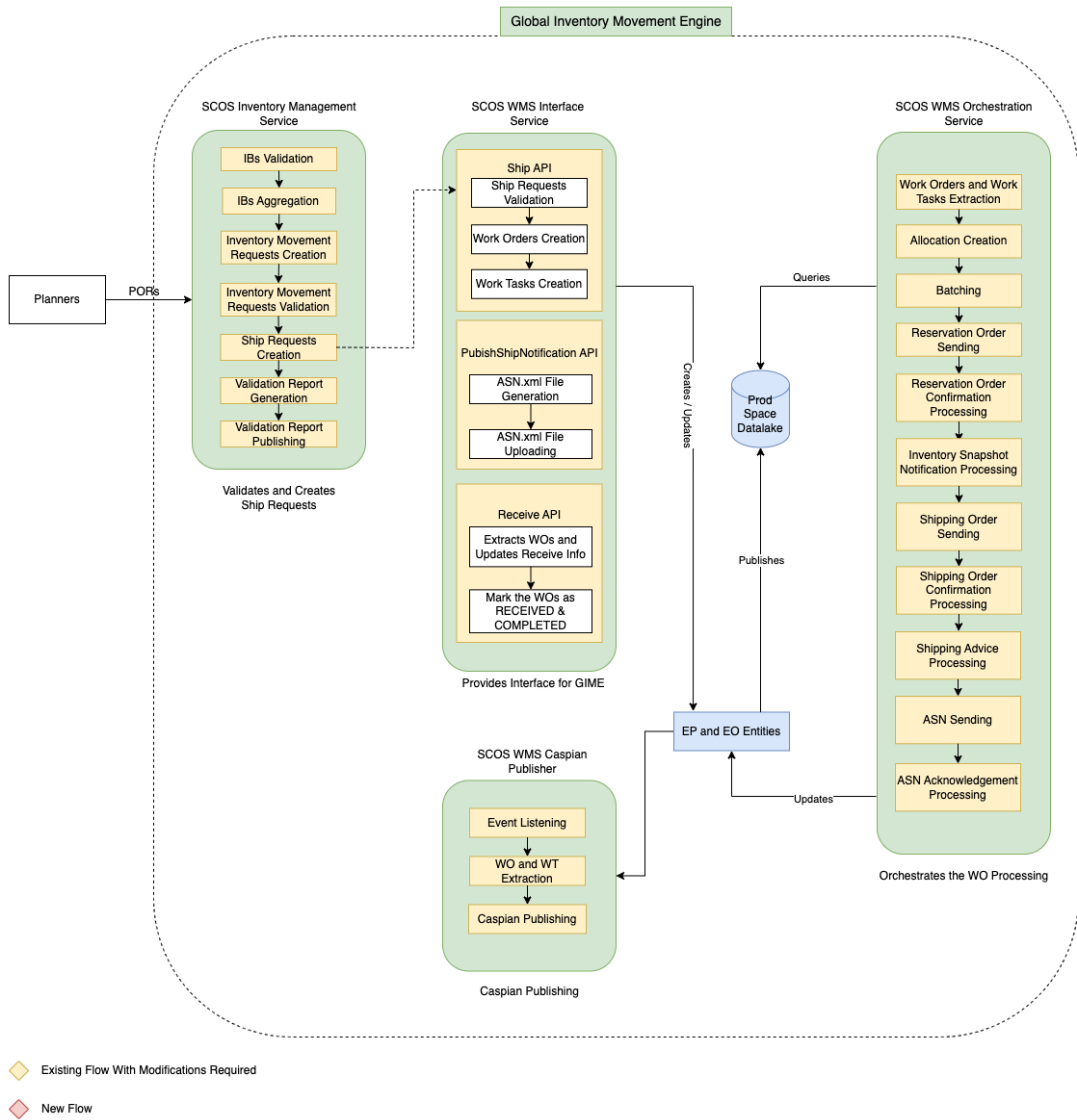 Global Inventory Movement Engine
SCOS Inventory Management
Service
IBs Validation
IBs Aggregation
Inventory Movement
Requests Creation
Inventory Movement
Requests Validation
Ship Requests
Creation
Validation Report
Generation
Validation Report
Publishing
Validates and Creates
Ship Requests
Planners
PORs
SCOS WMS Interface
Service
Ship API
Ship Requests
Validation
Work Orders Creation
Work Tasks Creation
PubishShipNotification API
ASN.xml File
Generation
ASN.xml File
Uploading
Receive API
Extracts WOs and
Updates Receive Info
Mark the WOs as
RECEIVED &
COMPLETED
Provides Interface for GIME
Creates / Updates
Queries
Prod
Space
Datalake
Publishes
EP and EO Entities
Updates
SCOS WMS Caspian
Publisher
Event Listening
WO and WT
Extraction
Caspian Publishing
Caspian Publishing
SCOS WMS Orchestration
Service
Work Orders and Work
Tasks Extraction
Allocation Creation
Batching
Reservation Order
Sending
Reservation Order
Confirmation
Processing
Inventory Snapshot
Notification Processing
Shipping Order
Sending
Shipping Order
Confirmation
Processing
Shipping Advice
Processing
ASN Sending
ASN Acknowledgement
Processing
Orchestrates the WO Processing
Existing Flow With Modifications Required
New Flow